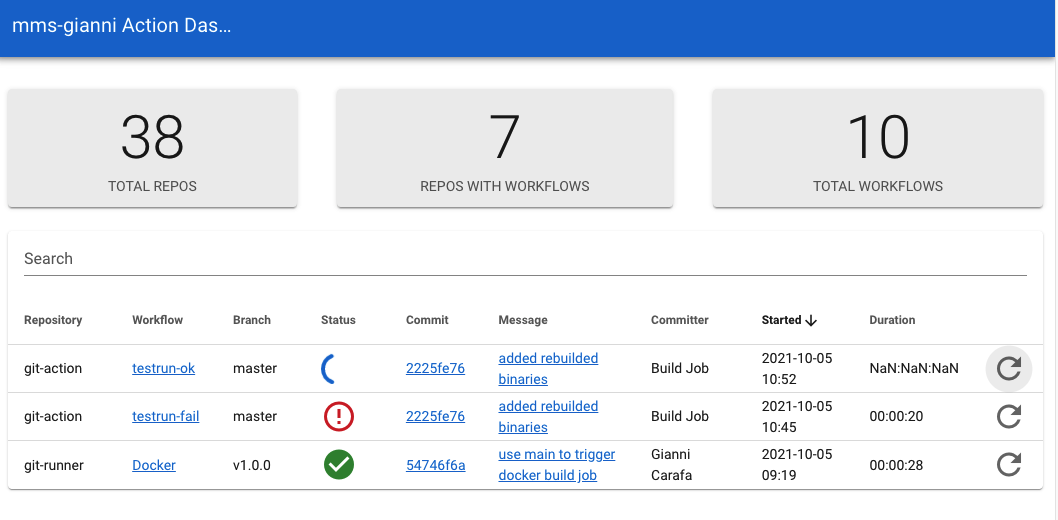 mms-gianni Action Das...
38
TOTAL REPOS
7
REPOS WITH WORKFLOWS
10
TOTAL WORKFLOWS
Search
Repository Workflow Branch Status Commit Message Committer Started Duration
git-action testrun-ok master 2225fe76 added rebuilded binaries Build Job 2021-10-05 10:52 NaN:NaN:NaN
git-action testrun-fail master 2225fe76 added rebuilded binaries Build Job 2021-10-05 10:45 00:00:20
git-runner Docker v1.0.0 54746f6a use main to trigger docker build job Gianni Carafa 2021-10-05 09:19 00:00:28